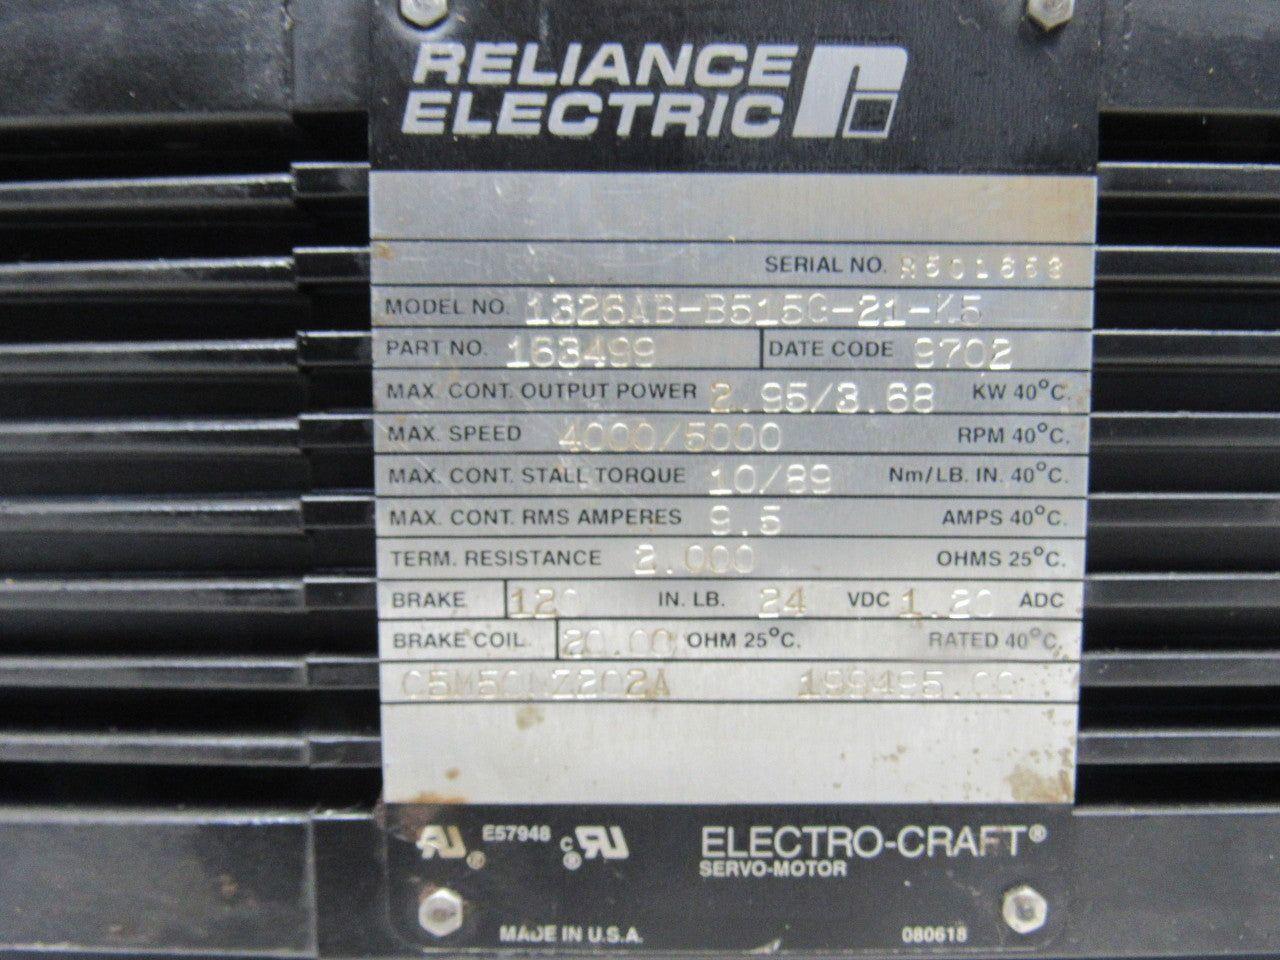 RELIANCE
ELECTRIC
SERIAL NO.
MODEL NO. 1326AB-B515G-21-K5
PART NO. 163499 DATE CODE 9702
MAX. CONT. OUTPUT POWER 2.95/3.68 KW 40°C.
MAX. SPEED 4000/5000 RPM 40°C.
MAX. CONT. STALL TORQUE 10/89 Nm/LB. IN. 40°C.
MAX. CONT. RMS AMPERES 9.5 AMPS 40°C.
TERM. RESISTANCE 2.000 OHMS 25°C.
BRAKE 120 IN. LB. 24 VDC 1.20 ADC
BRAKE COIL 20.00 OHM 25°C. RATED 40°C.
E57948
ELECTRO-CRAFT®
SERVO-MOTOR
MADE IN U.S.A. 080618